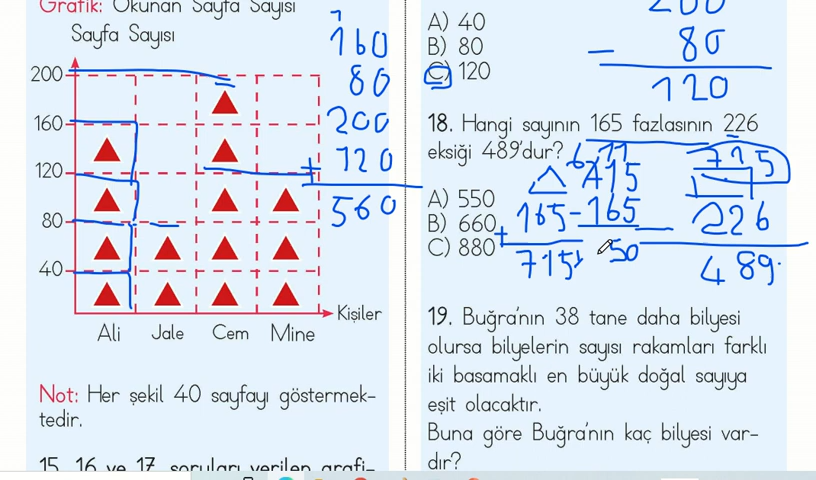 Grafik: Okunan Sayfa Sayısı
Sayfa Sayısı
200
160
120
80
40
Ali Jale Cem Mine
Kişiler
160
80
200
+ 120
560
Not: Her şekil 40 sayfayı göstermek-
tedir.
15, 16 ve 17. soruları verilen grafi-
A) 40
B) 80
C) 120
200
- 80
120
18. Hangi sayının 165 fazlasının 226
eksiği 489'dur?
A) 550
B) 660
C) 880
165
+
715
- 165
50
715
226
489
19. Buğra'nın 38 tane daha bilyesi
olursa bilyelerin sayısı rakamları farklı
iki basamaklı en büyük doğal sayıya
eşit olacaktır.
Buna göre Buğra'nın kaç bilyesi var-
dır?